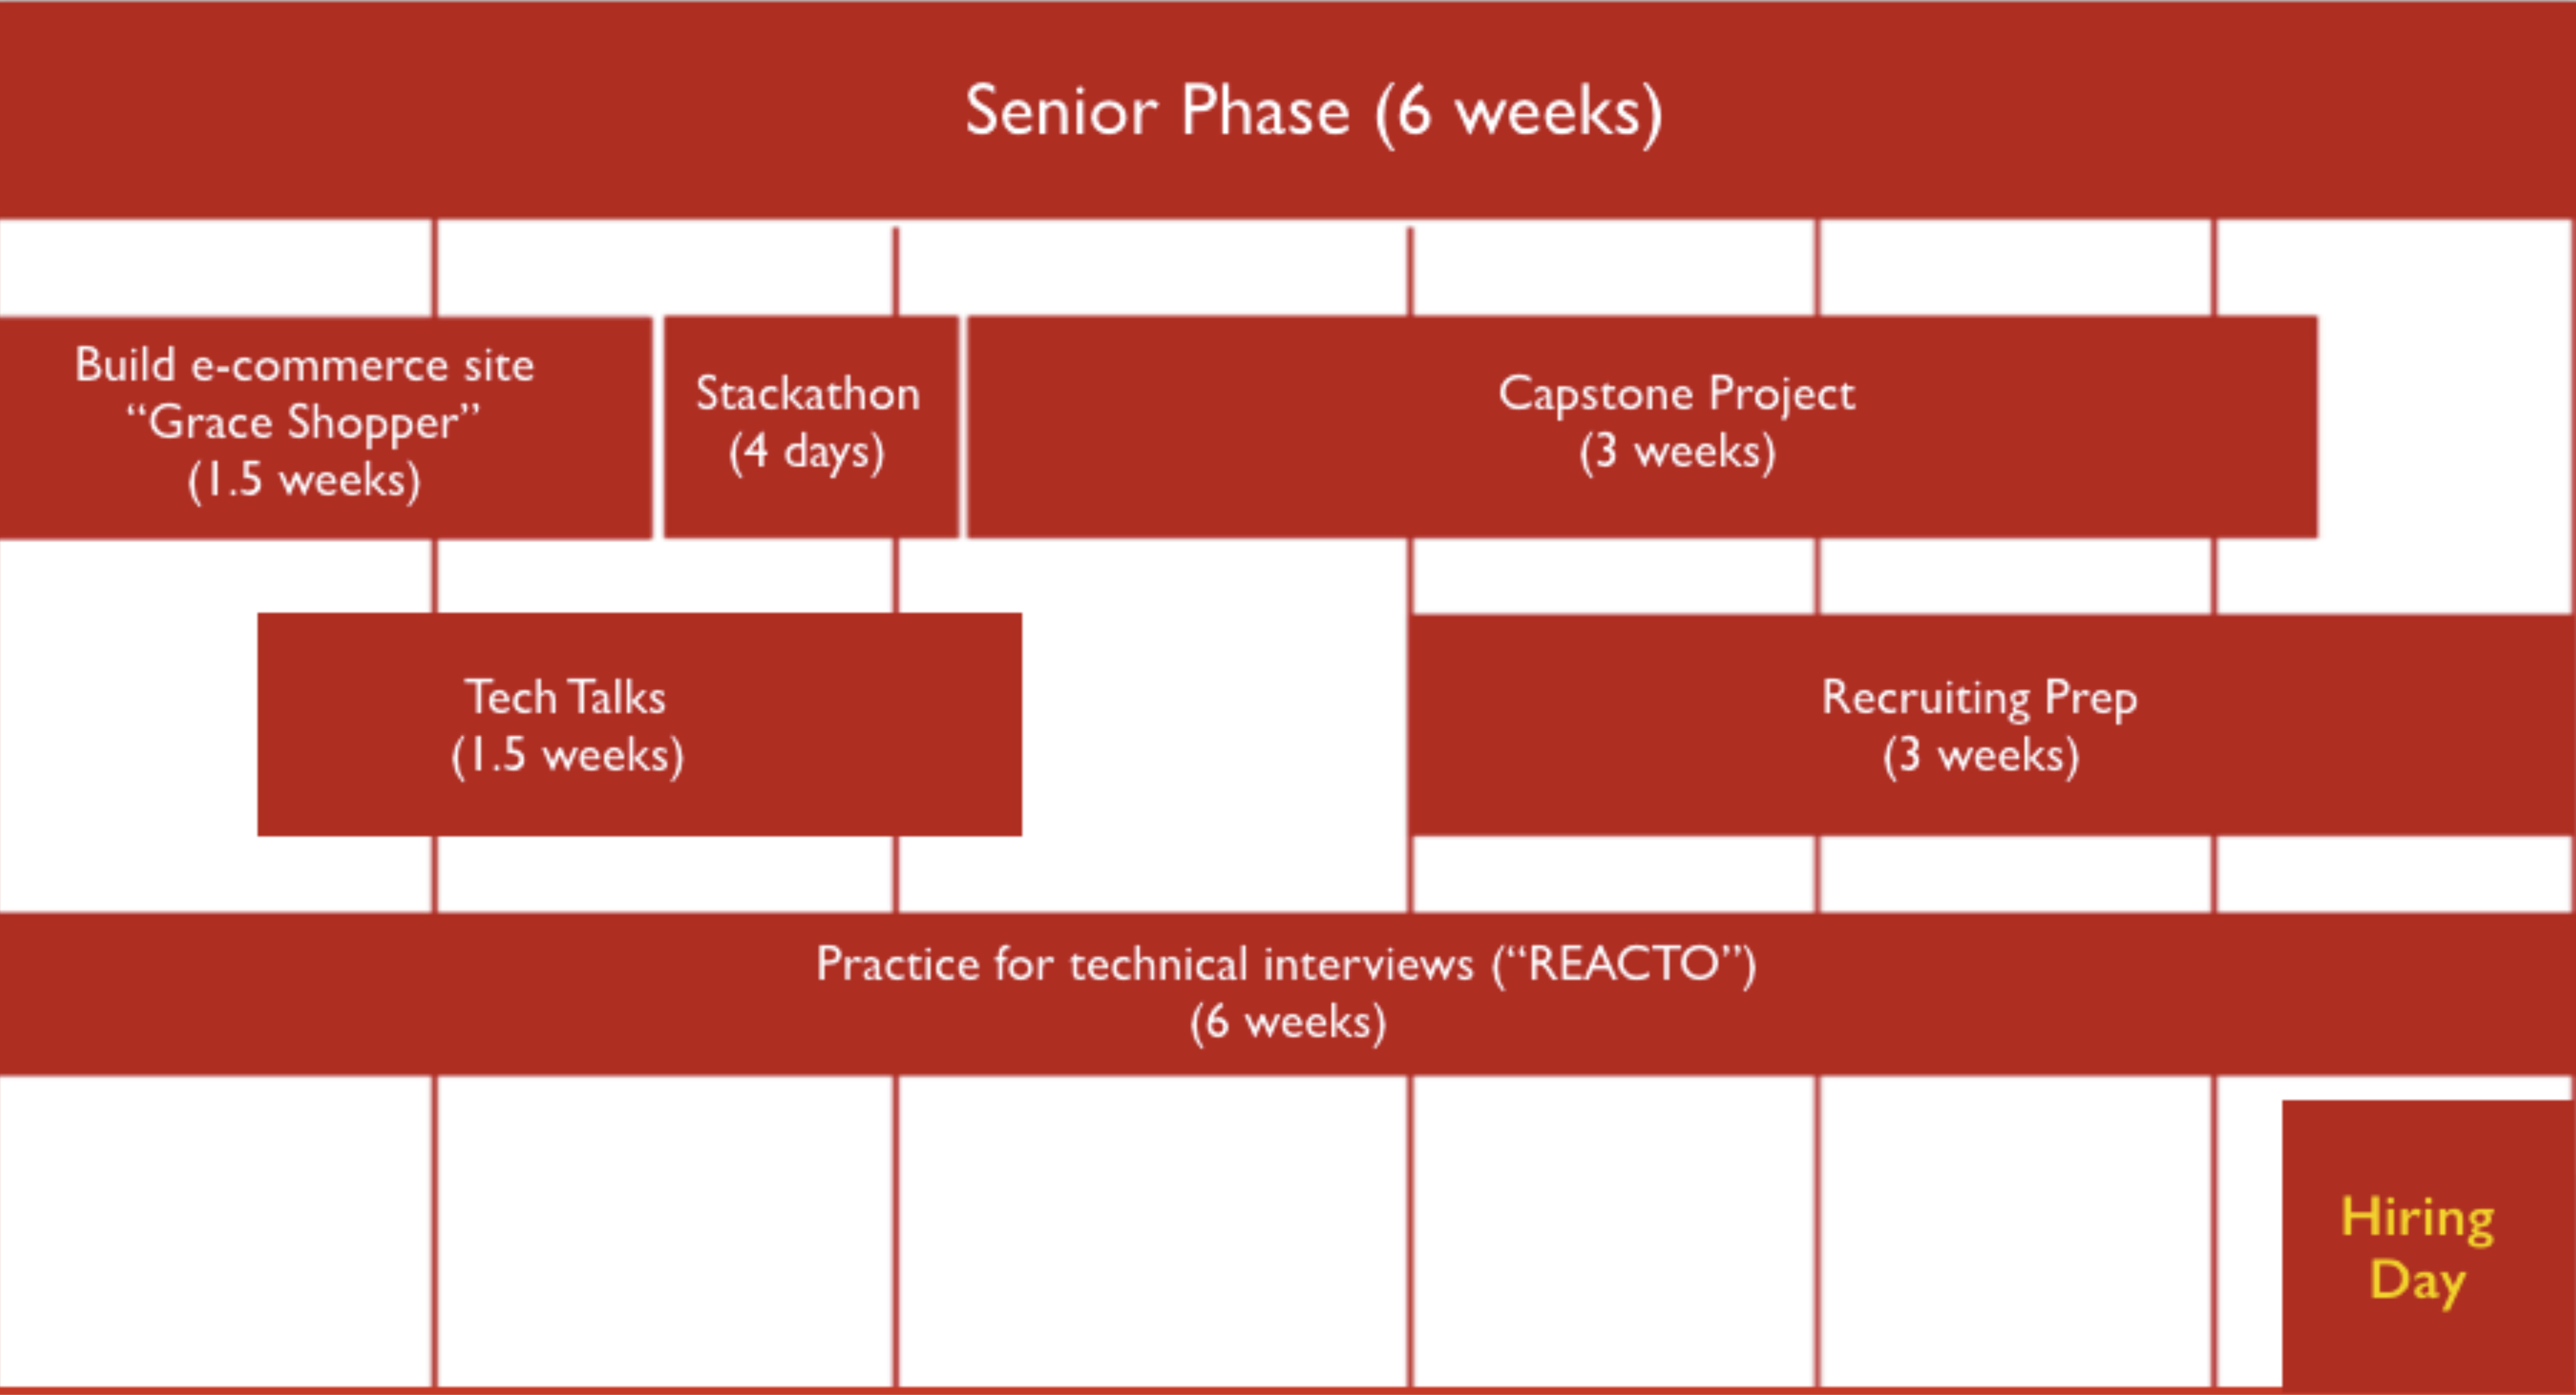 Senior Phase (6 weeks)
Build e-commerce site
“Grace Shopper”
(1.5 weeks)
Stackathon
(4 days)
Capstone Project
(3 weeks)
Tech Talks
(1.5 weeks)
Recruiting Prep
(3 weeks)
Practice for technical interviews (“REACTO”)
(6 weeks)
Hiring
Day